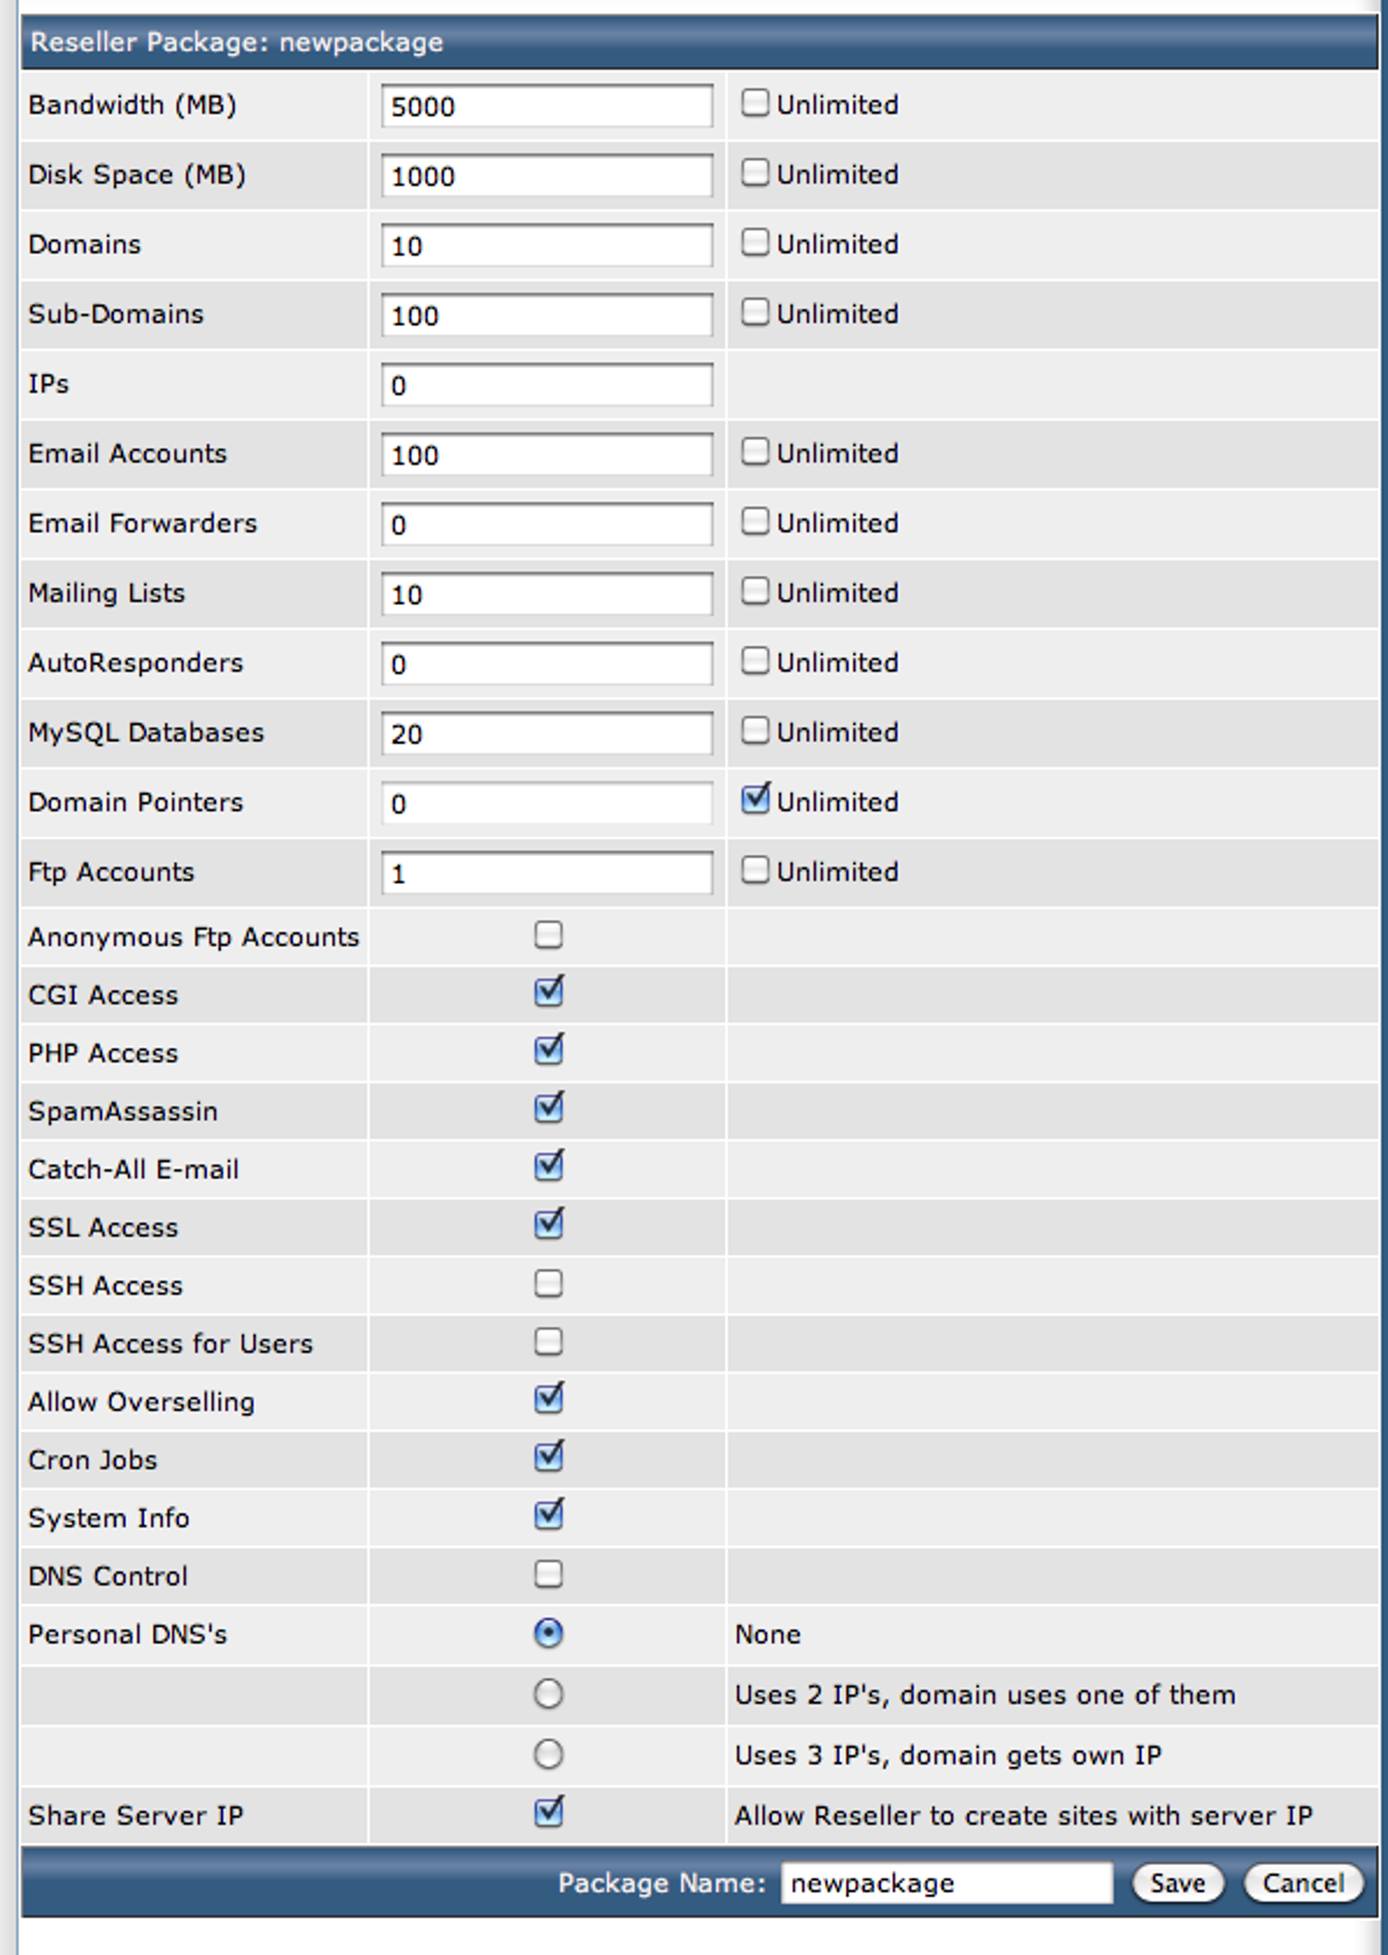 Reseller Package: newpackage
Bandwidth (MB) 5000 Unlimited
Disk Space (MB) 1000 Unlimited
Domains 10 Unlimited
Sub-Domains 100 Unlimited
IPs 0
Email Accounts 100 Unlimited
Email Forwarders 0 Unlimited
Mailing Lists 10 Unlimited
AutoResponders 0 Unlimited
MySQL Databases 20 Unlimited
Domain Pointers 0 Unlimited
Ftp Accounts 1 Unlimited
Anonymous Ftp Accounts
CGI Access
PHP Access
SpamAssassin
Catch-All E-mail
SSL Access
SSH Access
SSH Access for Users
Allow Overselling
Cron Jobs
System Info
DNS Control
Personal DNS's None
Uses 2 IP's, domain uses one of them
Uses 3 IP's, domain gets own IP
Share Server IP Allow Reseller to create sites with server IP
Package Name: newpackage Save Cancel